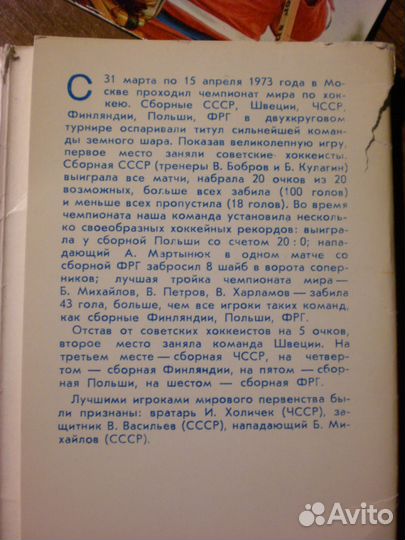 С 31 марта по 15 апреля 1973 года в Мо-
скве проходил чемпионат мира по хок-
кею. Сборные СССР, Швеции, ЧССР,
Финляндии, Польши, ФРГ в двухкруговом
турнире оспаривали титул сильнейшей коман-
ды земного шара. Показав великолепную игру,
первое место заняли советские хоккеисты.
Сборная СССР (тренеры В. Бобров и Б. Кулагин)
выиграла все матчи, набрала 20 очков из 20
возможных, больше всех забила (100 голов)
и меньше всех пропустила (18 голов). Во время
чемпионата наша команда установила несколь-
ко своеобразных хоккейных рекордов: выигра-
ла у сборной Польши со счетом 20:0; напа-
дающий А. Мартынюк в одном матче со
сборной ФРГ забросил 8 шайб в ворота сопер-
ников; лучшая тройка чемпионата мира —
Б. Михайлов, В. Петров, В. Харламов — забила
43 гола, больше, чем все игроки таких команд,
как сборные Финляндии, Польши, ФРГ.
Отстав от советских хоккеистов на 5 очков,
второе место заняла команда Швеции. На
третьем месте — сборная ЧССР, на четвер-
том — сборная Финляндии, на пятом — сбор-
ная Польши, на шестом — сборная ФРГ.
Лучшими игроками мирового первенства бы-
ли признаны: вратарь И. Холичек (ЧССР), за-
щитник В. Васильев (СССР), нападающий Б. Ми-
хайлов (СССР).
Avito